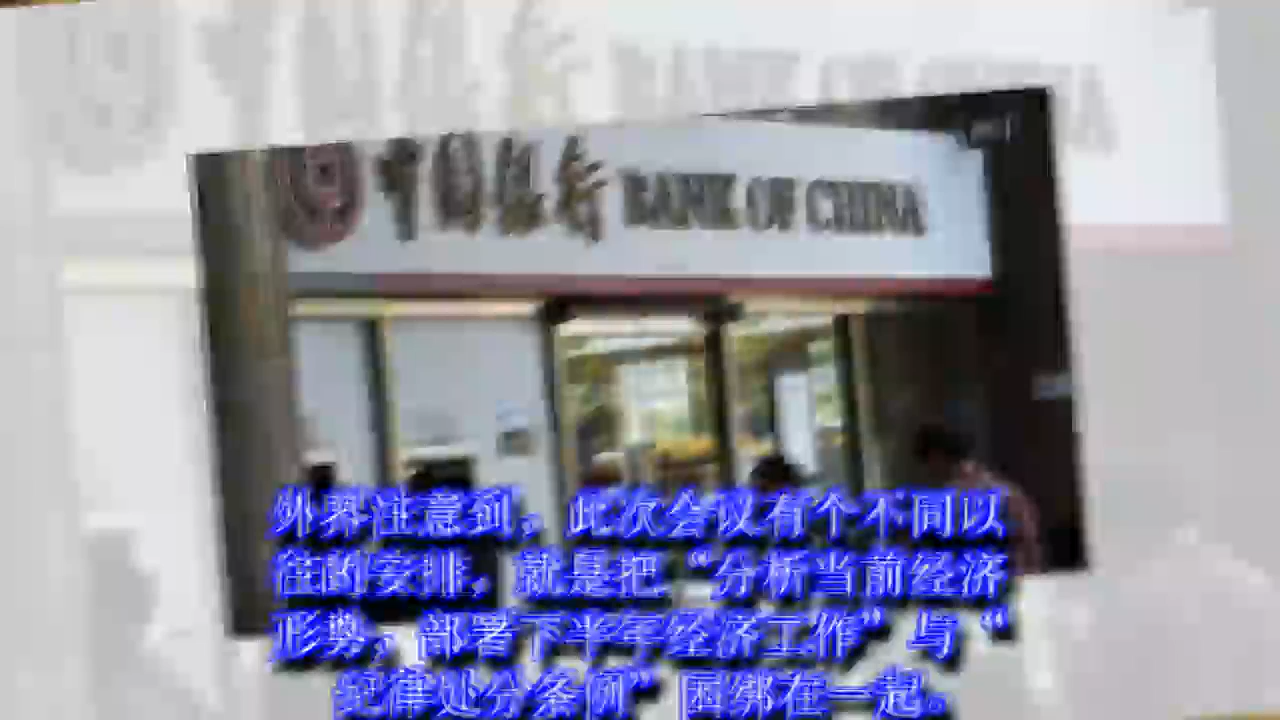 中国银行 BANK OF CHINA
外界注意到，此次会议有个不同以
往的安排，就是把“分析当前经济
形势，部署下半年经济工作”与“
纪律处分条例”困绑在一起。